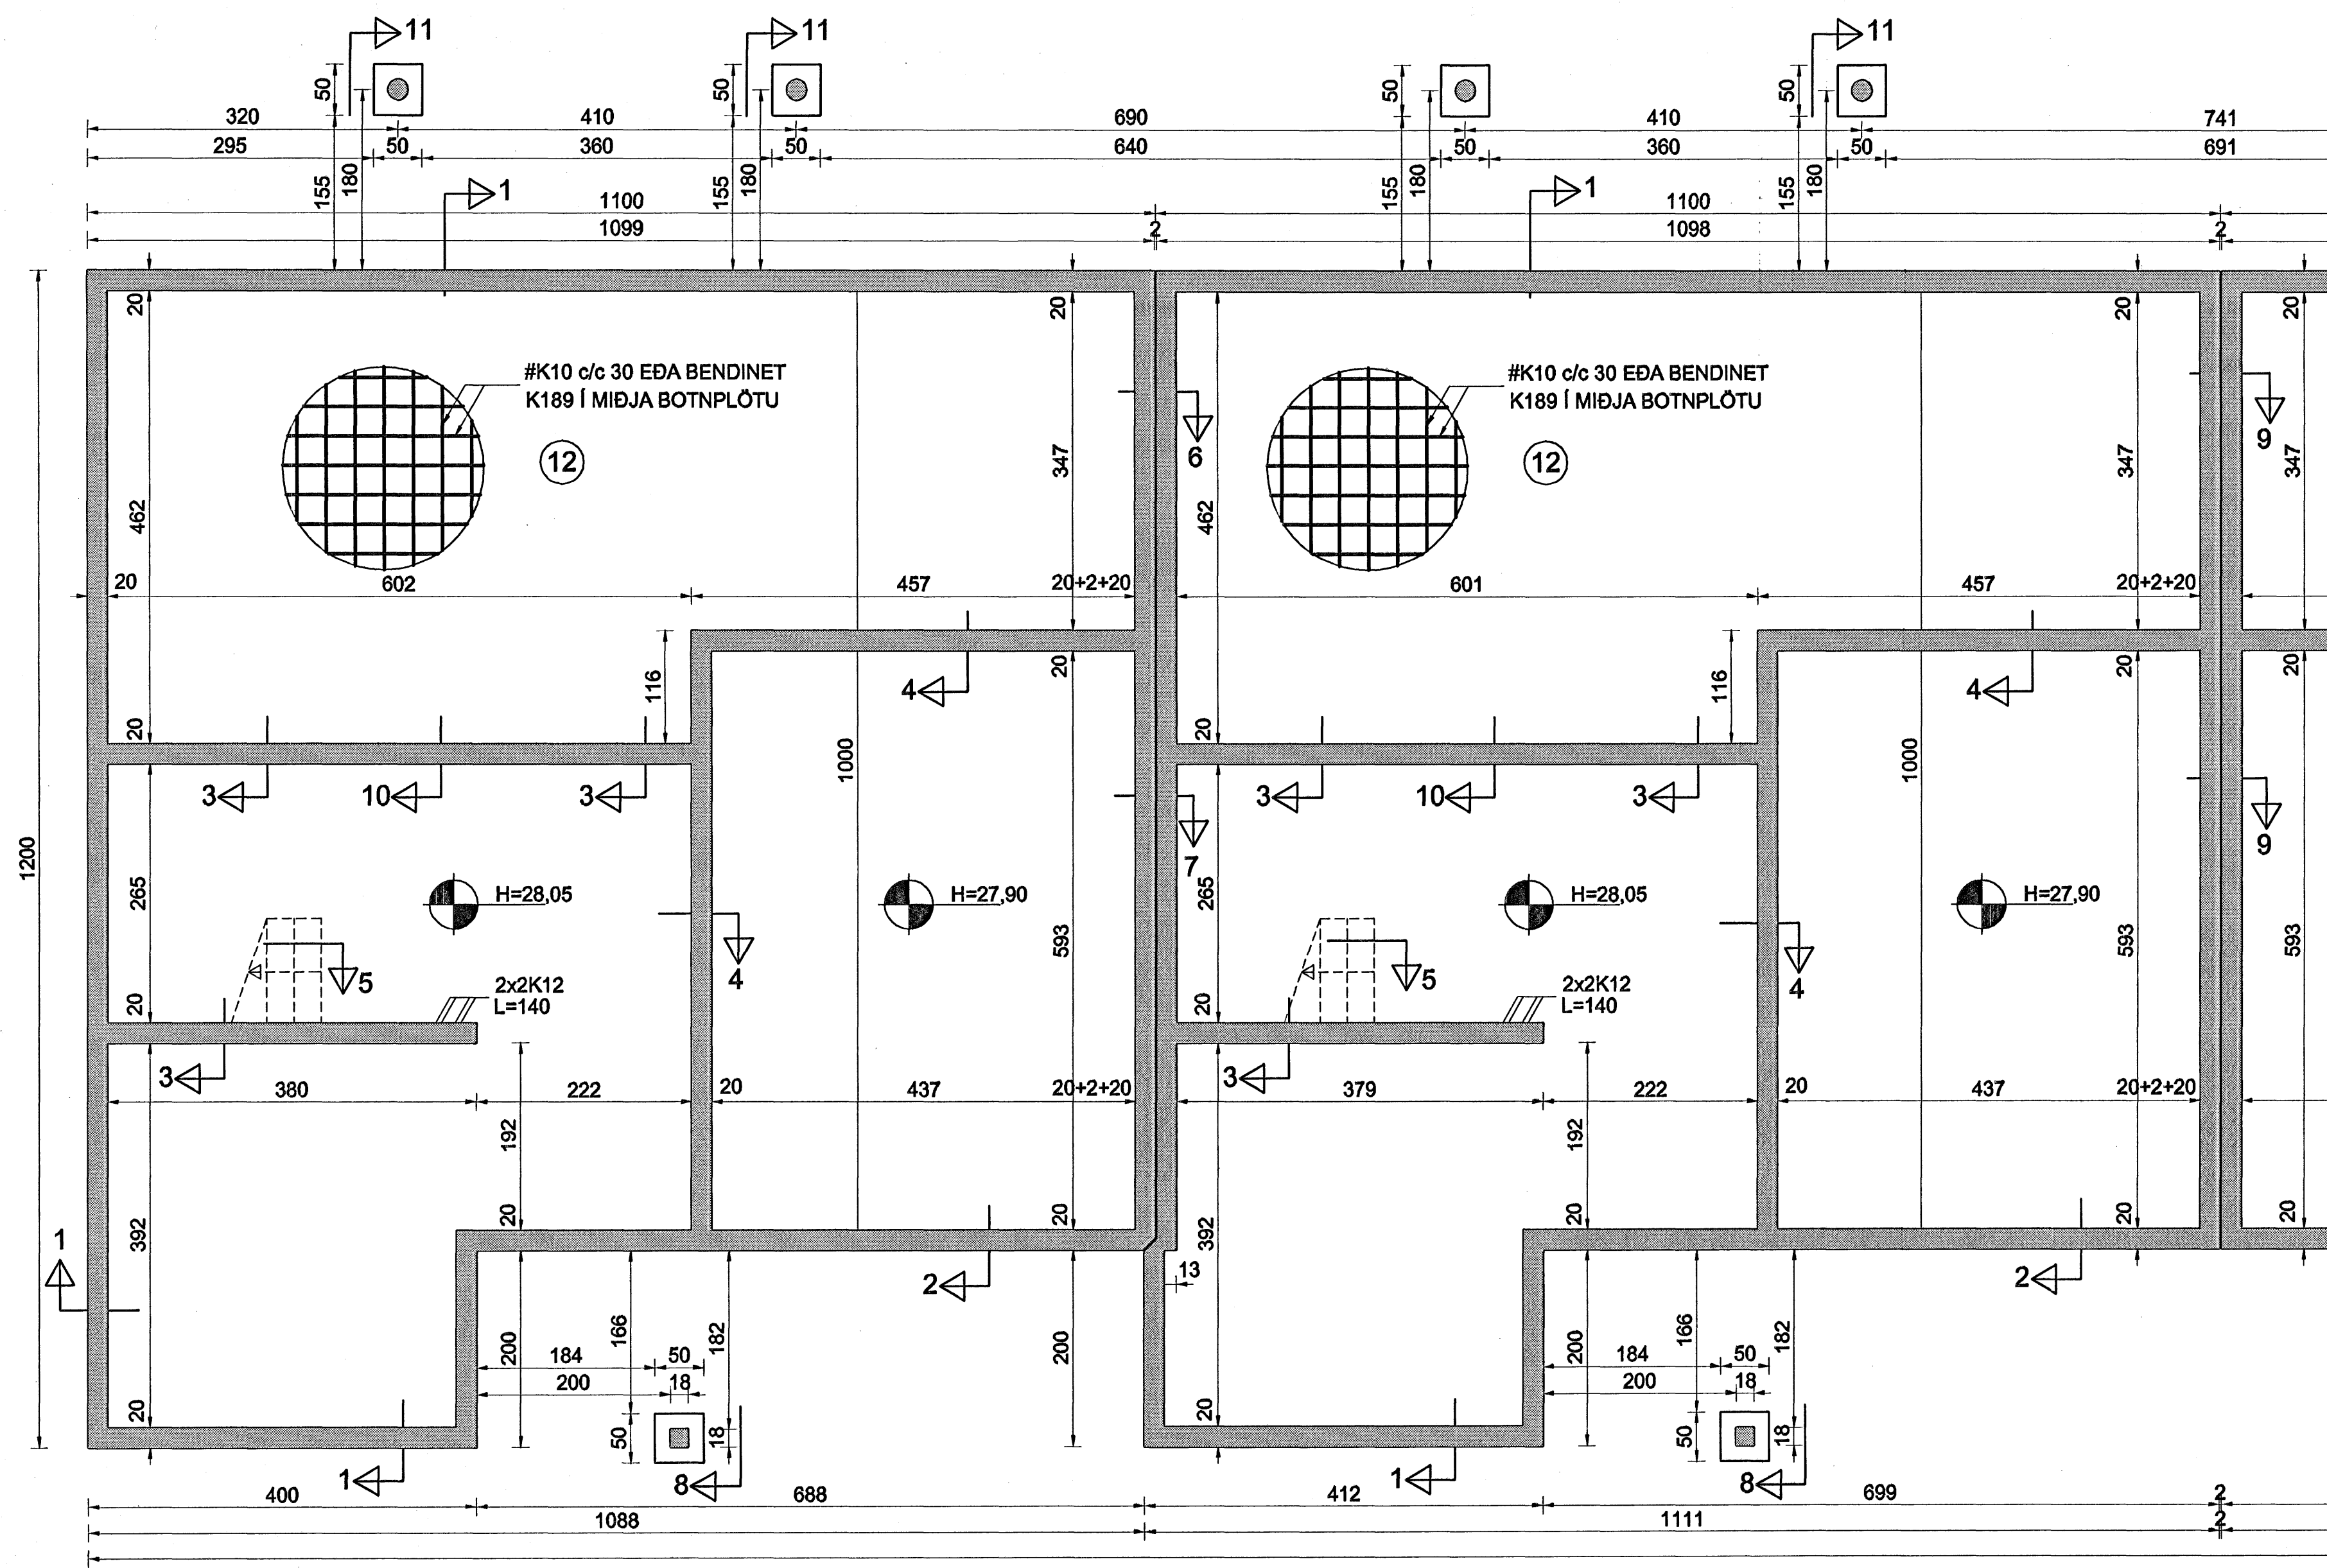 11 11 11
50 50 50 50
320 410 690 410 741
295 50 360 50 640 50 360 50 691
155 180 155 180 155 180 155 180
1 1
1100 1100
1099 2 1098 2
20 20 20 20
#K10 c/c 30 EÐA BENDINET
K189 Í MIÐJA BOTNPLÖTU
#K10 c/c 30 EÐA BENDINET
K189 Í MIÐJA BOTNPLÖTU
12 6 12 9
462 347 462 347 347
20 602 457 20+2+20 601 457 20+2+20
116 20 4 116 20 4 20
20 20
3 10 3 1000 3 10 3 1000
1200
7 9
265 H=28,05 H=27,90 265 H=28,05 H=27,90
593 593 593
5 4 5 4
20 2x2K12
L=140
20 2x2K12
L=140
3 3
380 222 20 437 20+2+20 379 222 20 437 20+2+20
192 192
20 20 20 20 20
1 392 392
2 13 2
200 166 182 200 200 166 182
184 50 184 50
200 18 200 18
20 50 18 20 50 18
1 8 1 8
400 688 412 699 2
1088 1111 2